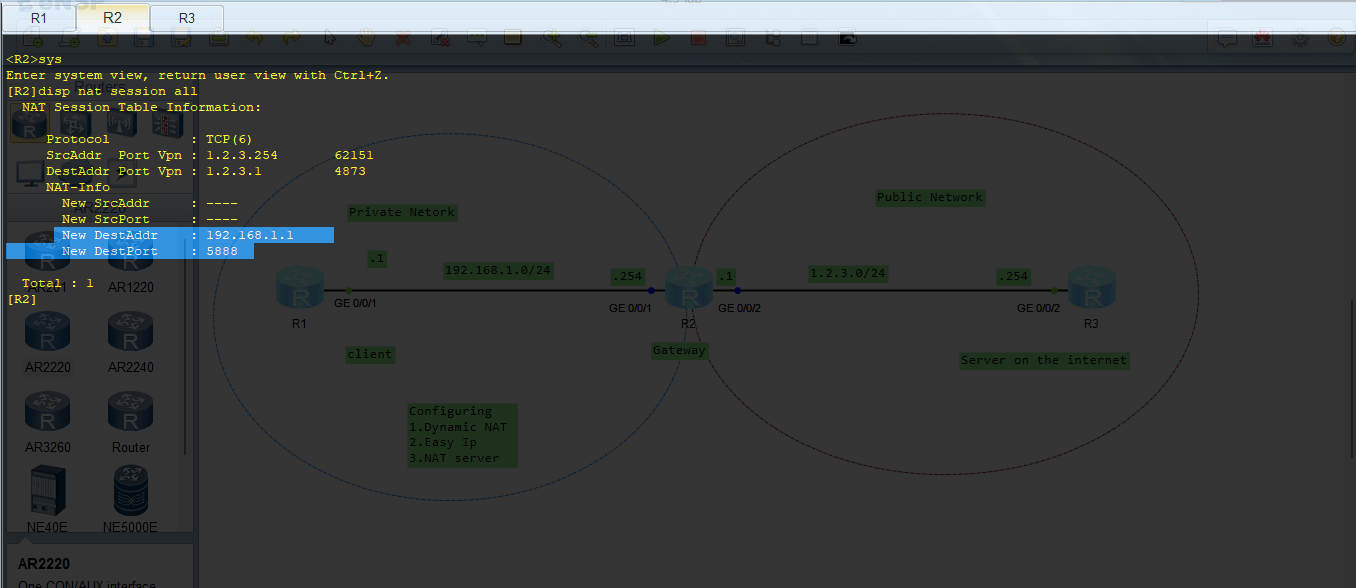 R1
R2
R3
<R2>sys
Enter system view, return user view with Ctrl+Z.
[R2]disp nat session all
NAT Session Table Information:
Protocol : TCP(6)
SrcAddr Port Vpn : 1.2.3.254 62151
DestAddr Port Vpn : 1.2.3.1 4873
NAT-Info
New SrcAddr : ----
New SrcPort : ----
New DestAddr : 192.168.1.1
New DestPort : 5888
Total : 1
[R2]
AR201
AR1220
AR2220
AR2240
AR3260
Router
NE40E
NE5000E
AR2220
One CON/AUX interface
Private Netork
Public Network
.1
192.168.1.0/24
.254
.1
1.2.3.0/24
.254
GE 0/0/1
GE 0/0/1
GE 0/0/2
GE 0/0/2
R1
R2
R3
client
Gateway
Server on the internet
Configuring
1.Dynamic NAT
2.Easy Ip
3.NAT server